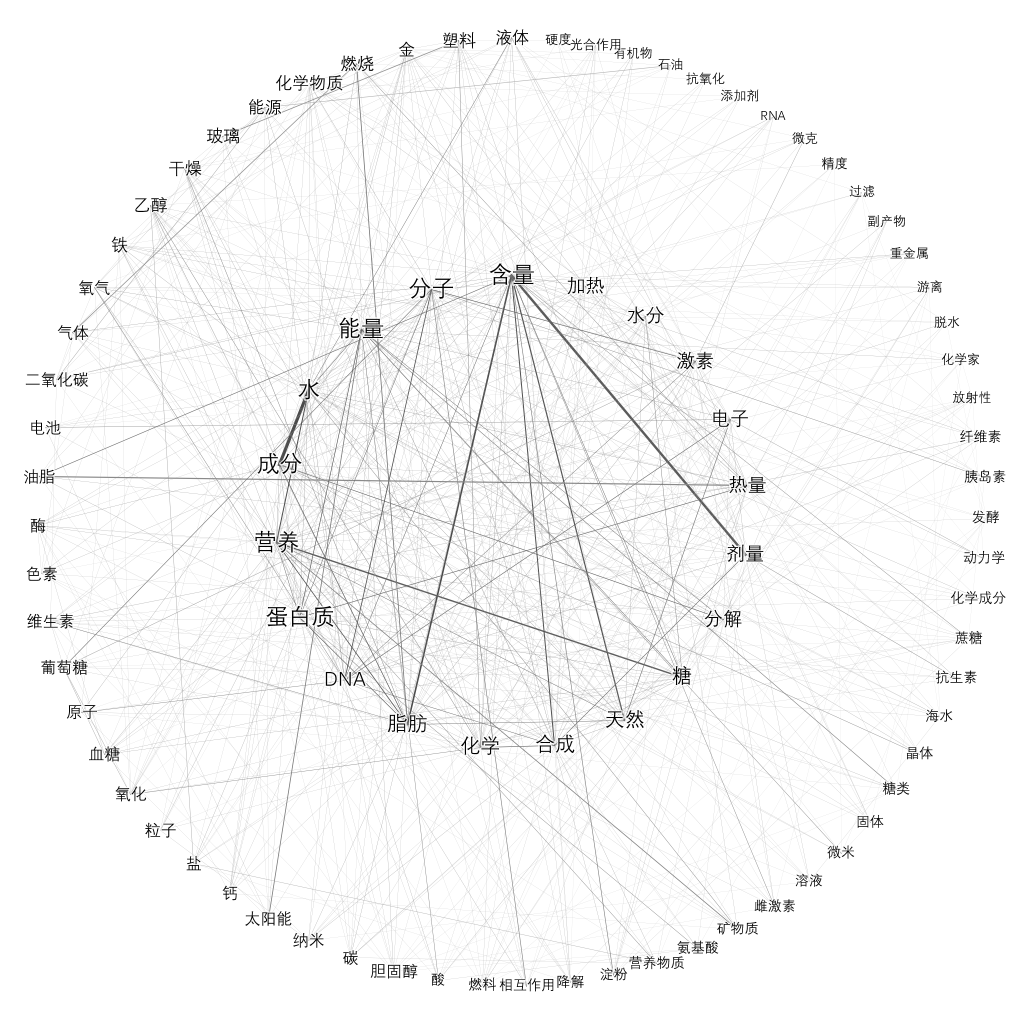 液体
硬度
光合作用
有机物
石油
抗氧化
添加剂
RNA
微克
精度
过滤
副产物
重金属
游离
脱水
化学家
放射性
纤维素
胰岛素
发酵
动力学
化学成分
蔗糖
抗生素
海水
晶体
糖类
固体
微米
溶液
雌激素
矿物质
氨基酸
营养物质
淀粉
降解
相互作用
燃料
酸
胆固醇
碳
纳米
太阳能
钙
盐
粒子
氧化
血糖
原子
葡萄糖
维生素
色素
酶
油脂
电池
二氧化碳
气体
氧气
铁
乙醇
干燥
玻璃
能源
化学物质
燃烧
金
塑料
含量
加热
水分
激素
电子
热量
剂量
分解
糖
天然
合成
化学
脂肪
DNA
蛋白质
营养
成分
水
能量
分子